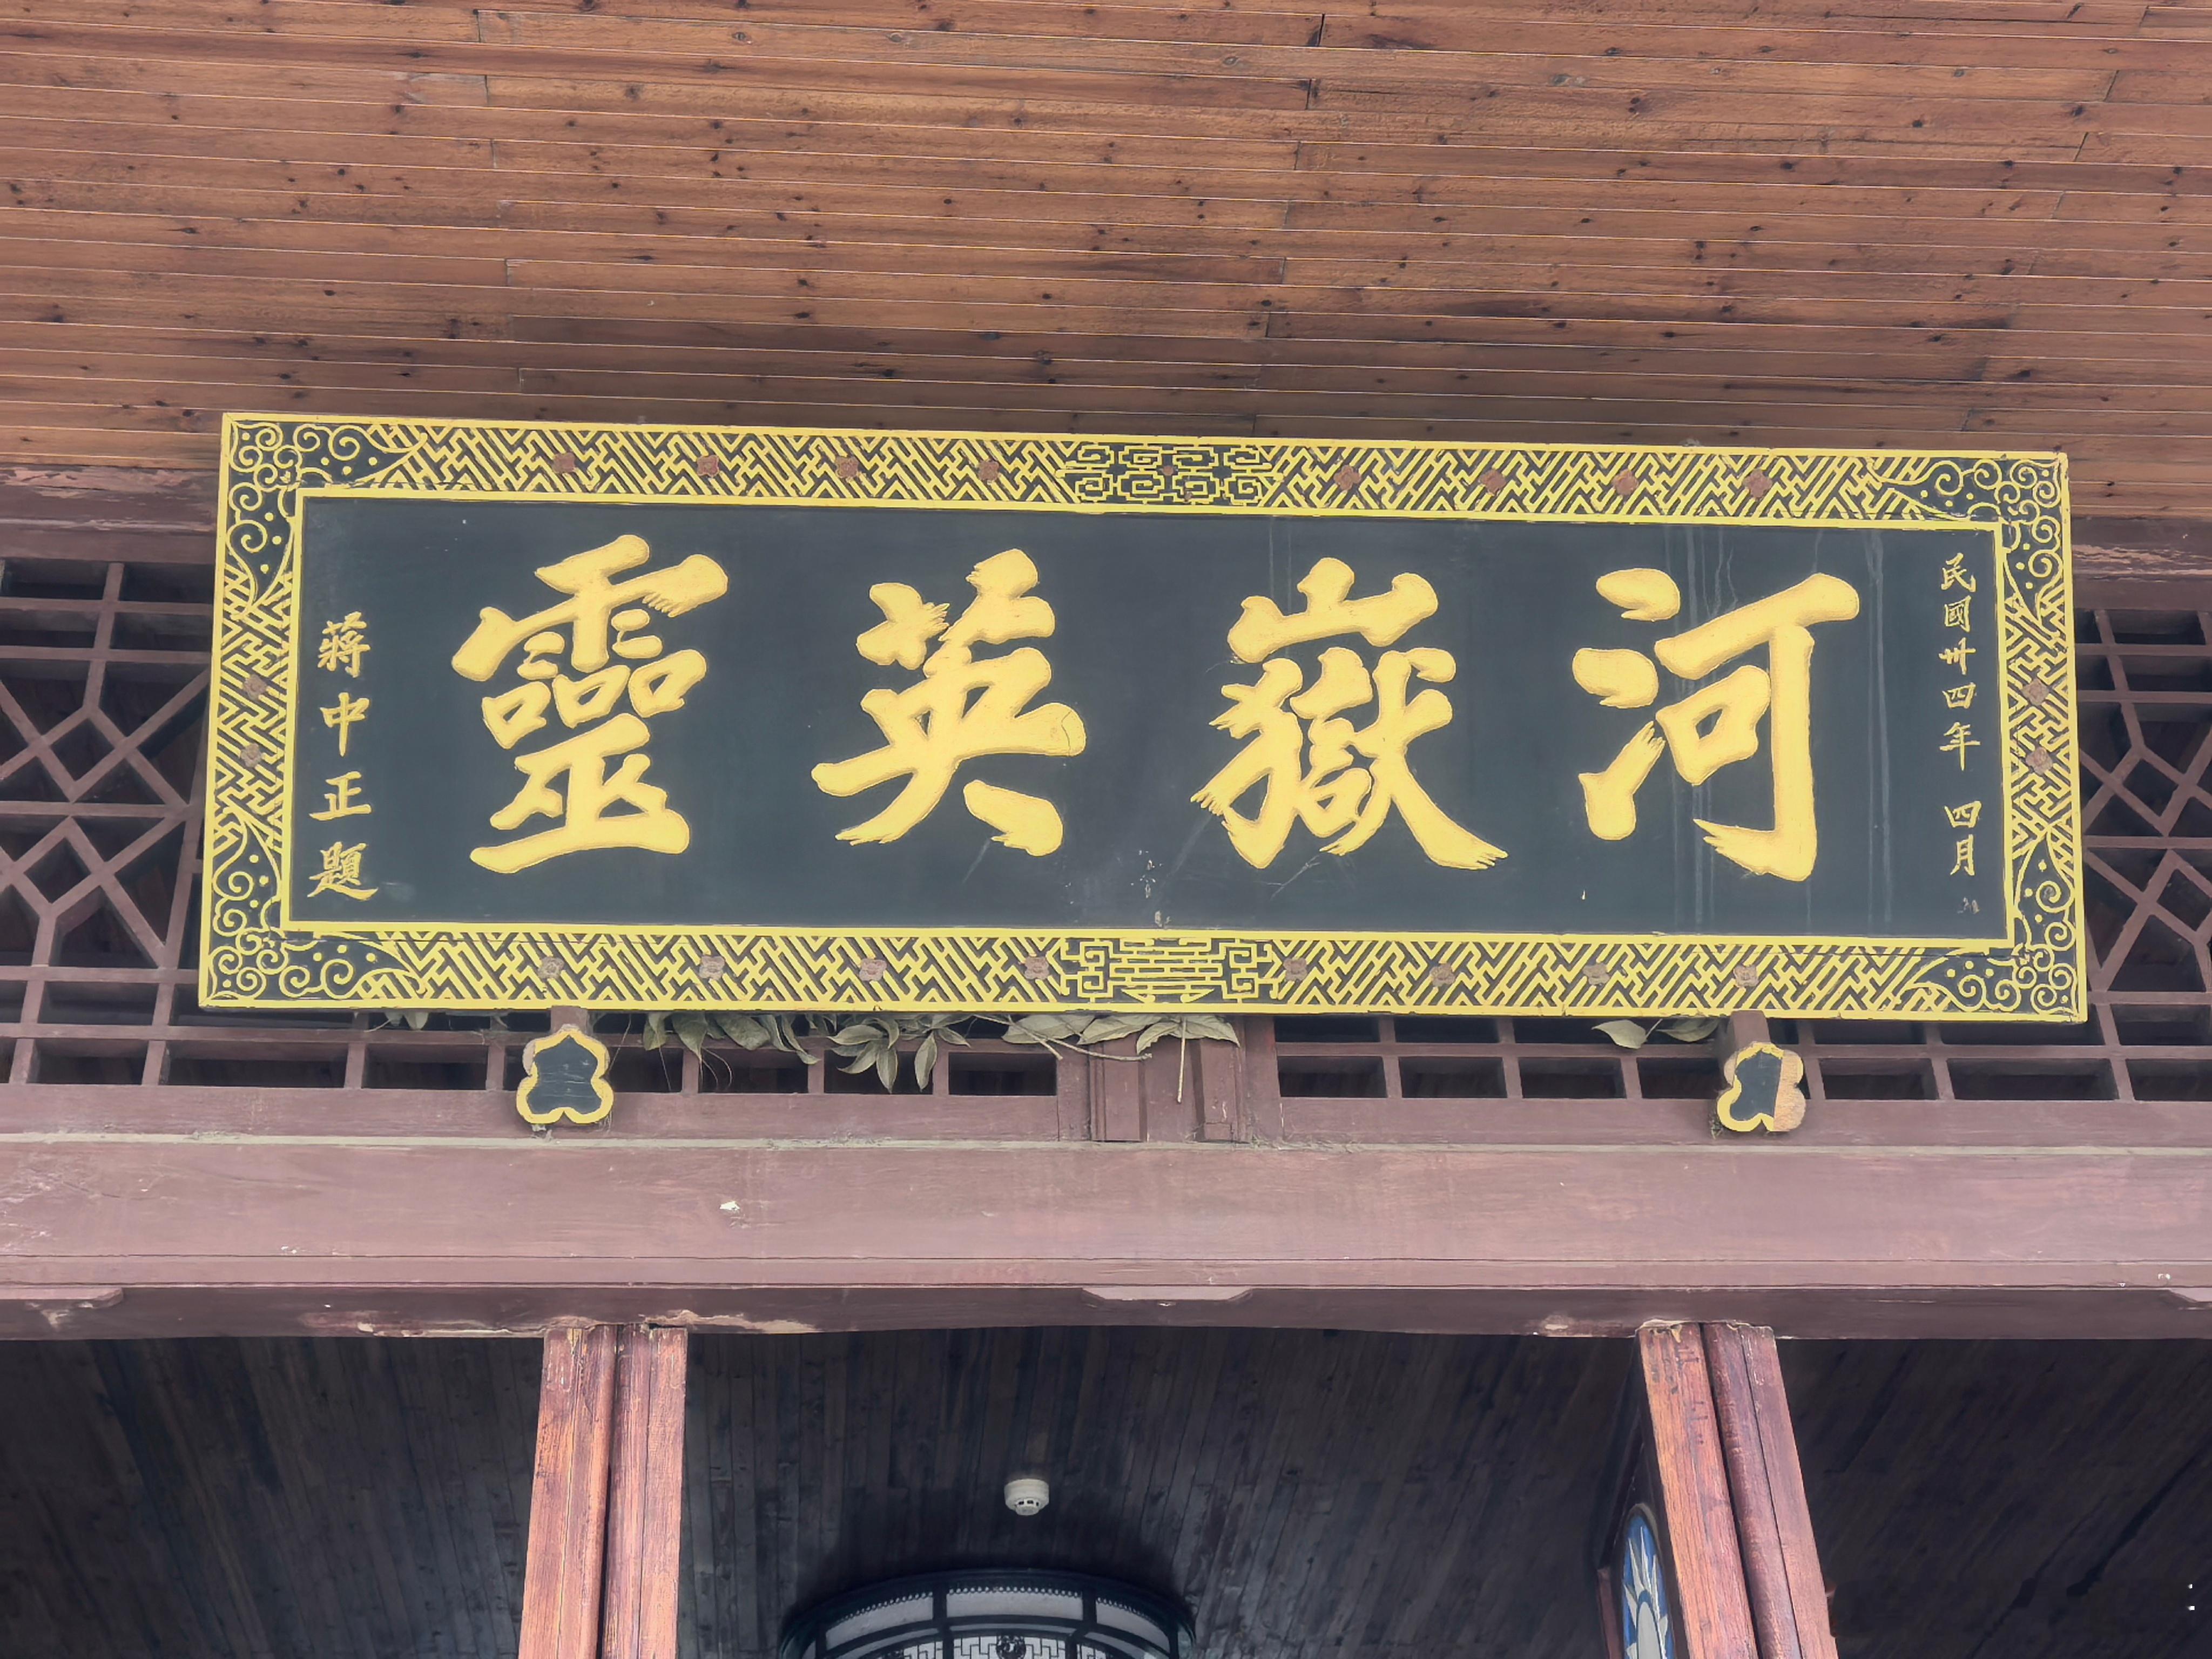 民國卅四年 四月
河嶽英靈
蔣中正題